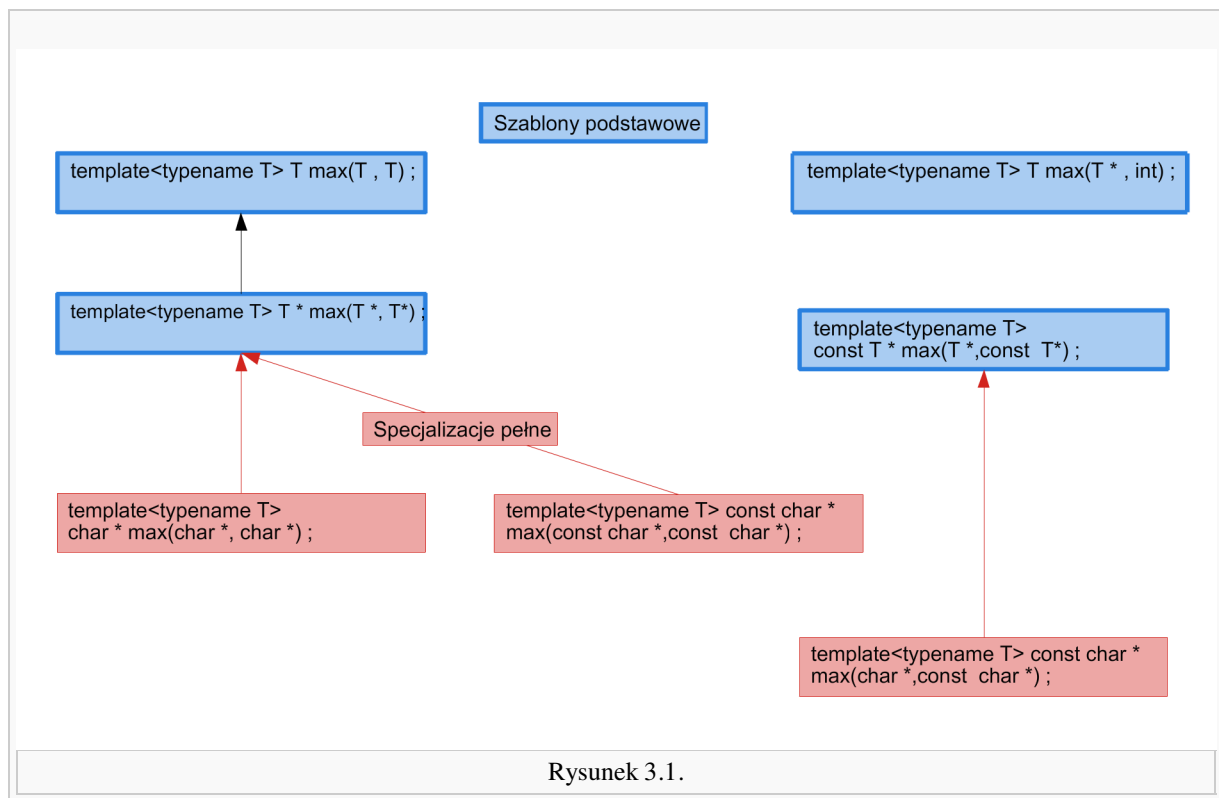 Szablony podstawowe
template<typename T> T max(T , T) ;
template<typename T> T max(T * , int) ;
template<typename T> T * max(T *, T*) ;
template<typename T>
const T * max(T *,const  T*) ;
Specjalizacje pełne
template<typename T>
char * max(char *, char *) ;
template<typename T> const char *
max(const char *,const  char *) ;
template<typename T> const char *
max(char *,const  char *) ;
Rysunek 3.1.